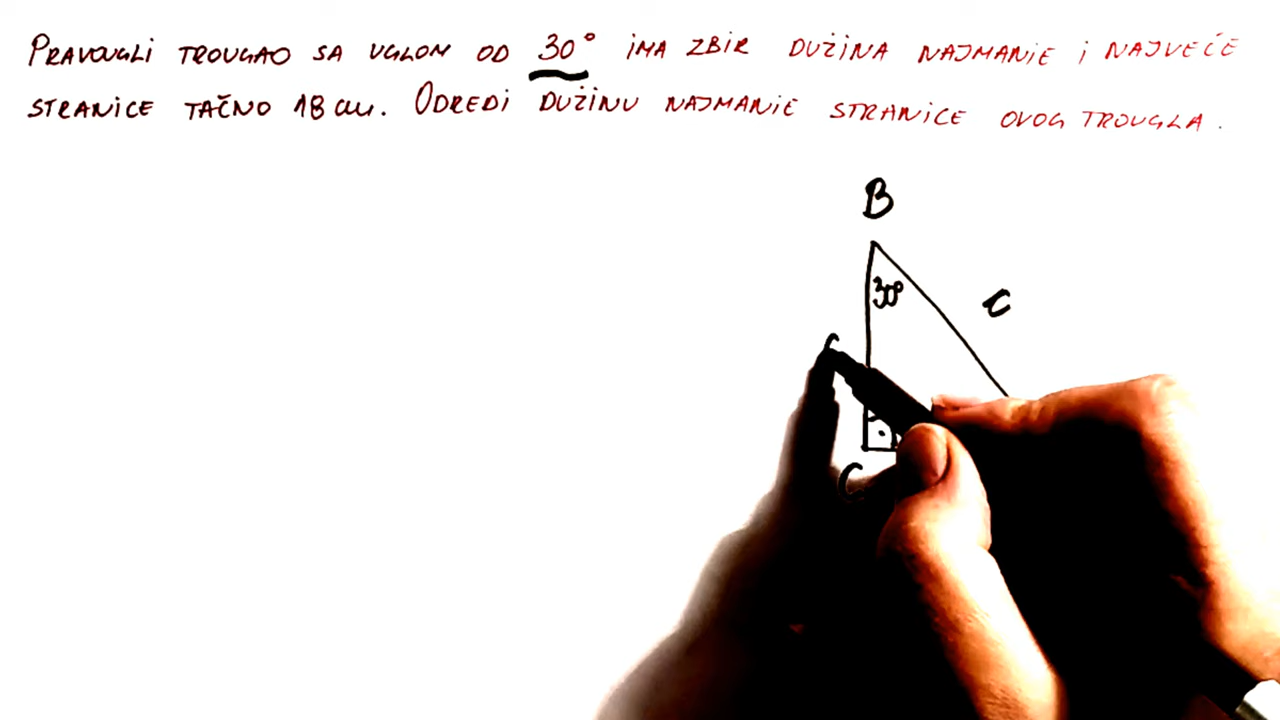 PRAVOUGLI TROUGAO SA UGLOM OD 30° IMA ZBIR DUŽINA NAJMANJE I NAJVEĆE
STRANICE TAČNO 18 cm. ODREDI DUŽINU NAJMANJE STRANICE OVOG TROUGLA.
B
30°
c
C